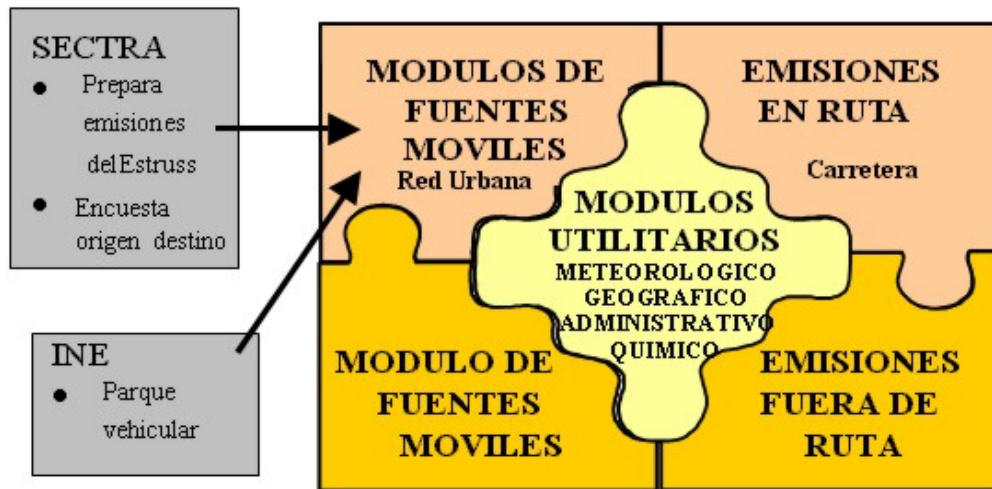 SECTRA
• Prepara
emisiones
delEstruss
• Encuesta
origen destino
INE
• Parque
vehicular
MODULOS DE
FUENTES
MOVILES
Red Urbana
EMISIONES
EN RUTA
Carretera
MODULOS
UTILITARIOS
METEOROLOGICO
GEOGRAFICO
ADMINISTRATIVO
QUIMICO
MODULO DE
FUENTES
MOVILES
EMISIONES
FUERA DE
RUTA